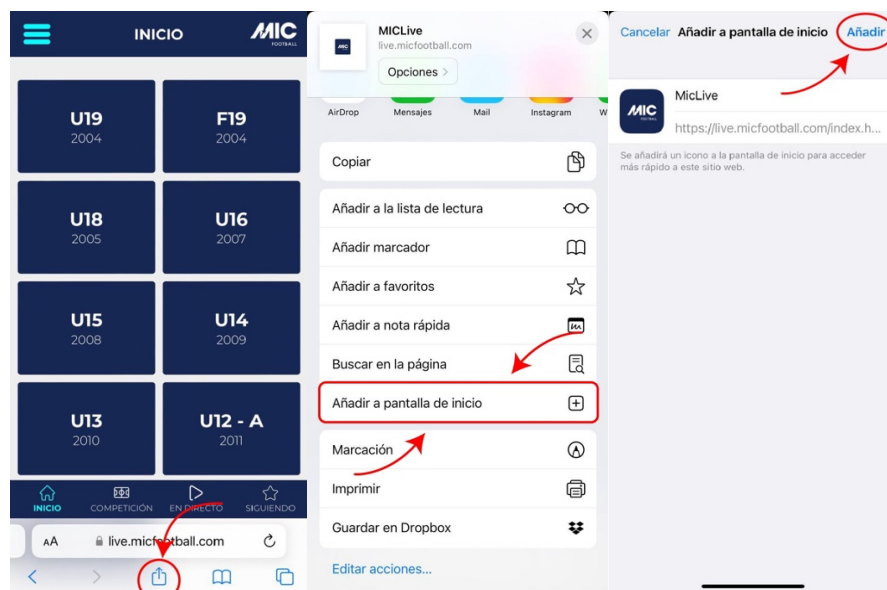 INICIO
MIC
FOOTBALL
U19
2004
F19
2004
U18
2005
U16
2007
U15
2008
U14
2009
U13
2010
U12 - A
2011
INICIO
COMPETICIÓN
EN DIRECTO
SIGUIENDO
AA
live.micfootball.com
MIC
MICLive
live.micfootball.com
Opciones >
AirDrop
Mensajes
Mail
Instagram
W
Copiar
Añadir a la lista de lectura
Añadir marcador
Añadir a favoritos
Añadir a nota rápida
Buscar en la página
Añadir a pantalla de inicio
Marcación
Imprimir
Guardar en Dropbox
Editar acciones...
Cancelar
Añadir a pantalla de inicio
Añadir
MIC
FOOTBALL
MicLive
https://live.micfootball.com/index.h...
Se añadirá un icono a la pantalla de inicio para acceder
más rápido a este sitio web.